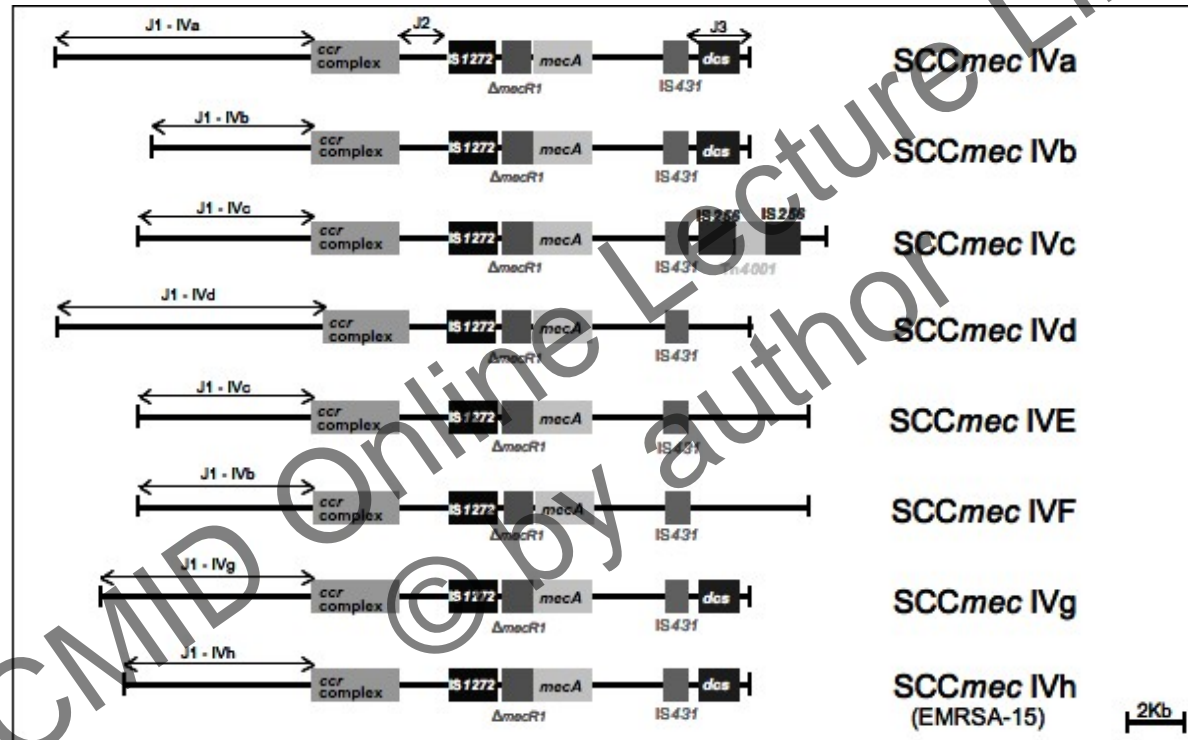 J1 - IVa
J2
J3
ccr complex IS1272 mecA dcs
ΔmecR1 IS431
SCCmec IVa
J1 - IVb
ccr complex IS1272 mecA dcs
ΔmecR1 IS431
SCCmec IVb
J1 - IVc
IS256 IS256
ccr complex IS1272 mecA
ΔmecR1 IS431 Tn4001
SCCmec IVc
J1 - IVd
ccr complex IS1272 mecA
ΔmecR1 IS431
SCCmec IVd
J1 - IVc
ccr complex IS1272 mecA
ΔmecR1 IS431
SCCmec IVE
J1 - IVb
ccr complex IS1272 mecA
ΔmecR1 IS431
SCCmec IVF
J1 - IVg
ccr complex IS1272 mecA dcs
ΔmecR1 IS431
SCCmec IVg
J1 - IVh
ccr complex IS1272 mecA dcs
ΔmecR1 IS431
SCCmec IVh
(EMRSA-15)
2Kb
CMID Online Lecture
© by author